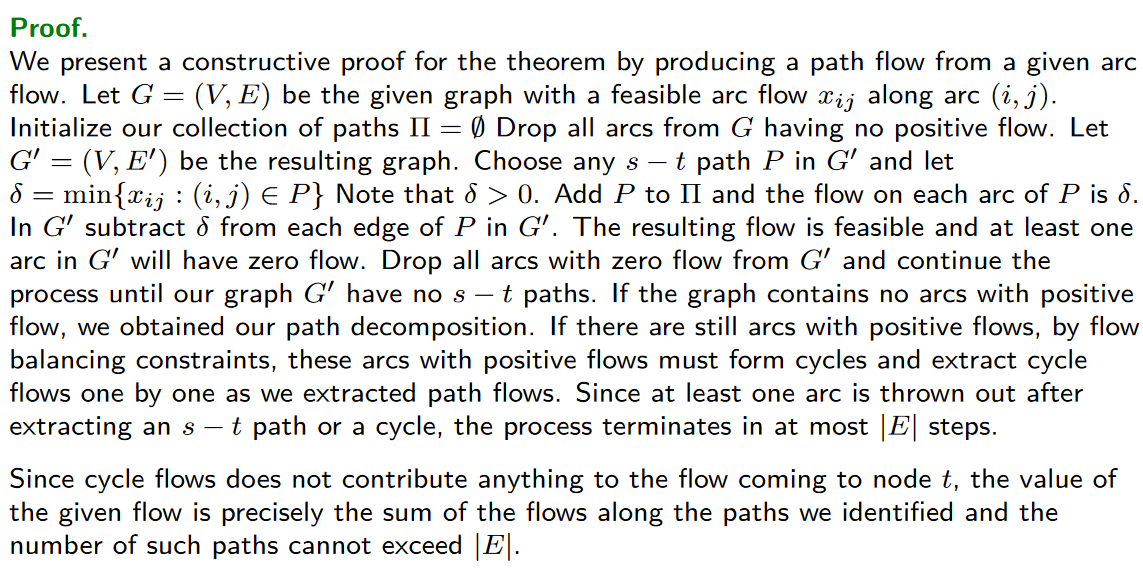 Proof.
We present a constructive proof for the theorem by producing a path flow from a given arc
flow. Let G = (V, E) be the given graph with a feasible arc flow x_{ij} along arc (i, j).
Initialize our collection of paths Π = ∅ Drop all arcs from G having no positive flow. Let
G′ = (V, E′) be the resulting graph. Choose any s − t path P in G′ and let
δ = min{x_{ij} : (i, j) ∈ P} Note that δ > 0. Add P to Π and the flow on each arc of P is δ.
In G′ subtract δ from each edge of P in G′. The resulting flow is feasible and at least one
arc in G′ will have zero flow. Drop all arcs with zero flow from G′ and continue the
process until our graph G′ have no s − t paths. If the graph contains no arcs with positive
flow, we obtained our path decomposition. If there are still arcs with positive flows, by flow
balancing constraints, these arcs with positive flows must form cycles and extract cycle
flows one by one as we extracted path flows. Since at least one arc is thrown out after
extracting an s − t path or a cycle, the process terminates in at most |E| steps.
Since cycle flows does not contribute anything to the flow coming to node t, the value of
the given flow is precisely the sum of the flows along the paths we identified and the
number of such paths cannot exceed |E|.